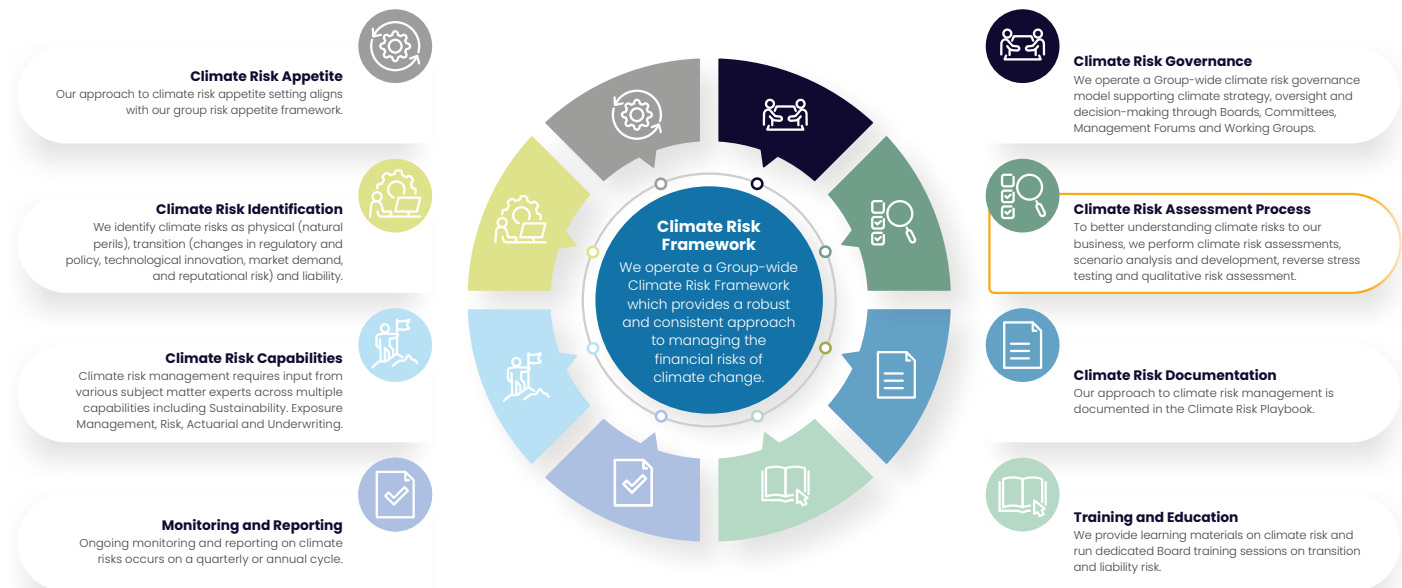 Climate Risk Appetite
Our approach to climate risk appetite setting aligns
with our group risk appetite framework.
Climate Risk Identification
We identify climate risks as physical (natural
perils), transition (changes in regulatory and
policy, technological innovation, market demand,
and reputational risk) and liability.
Climate Risk Capabilities
Climate risk management requires input from
various subject matter experts across multiple
capabilities including Sustainability. Exposure
Management, Risk, Actuarial and Underwriting.
Monitoring and Reporting
Ongoing monitoring and reporting on climate
risks occurs on a quarterly or annual cycle.
Climate Risk
Framework
We operate a Group-wide
Climate Risk Framework
which provides a robust
and consistent approach
to managing the
financial risks of
climate change.
Climate Risk Governance
We operate a Group-wide climate risk governance
model supporting climate strategy, oversight and
decision-making through Boards, Committees,
Management Forums and Working Groups.
Climate Risk Assessment Process
To better understanding climate risks to our
business, we perform climate risk assessments,
scenario analysis and development, reverse stress
testing and qualitative risk assessment.
Climate Risk Documentation
Our approach to climate risk management is
documented in the Climate Risk Playbook.
Training and Education
We provide learning materials on climate risk and
run dedicated Board training sessions on transition
and liability risk.